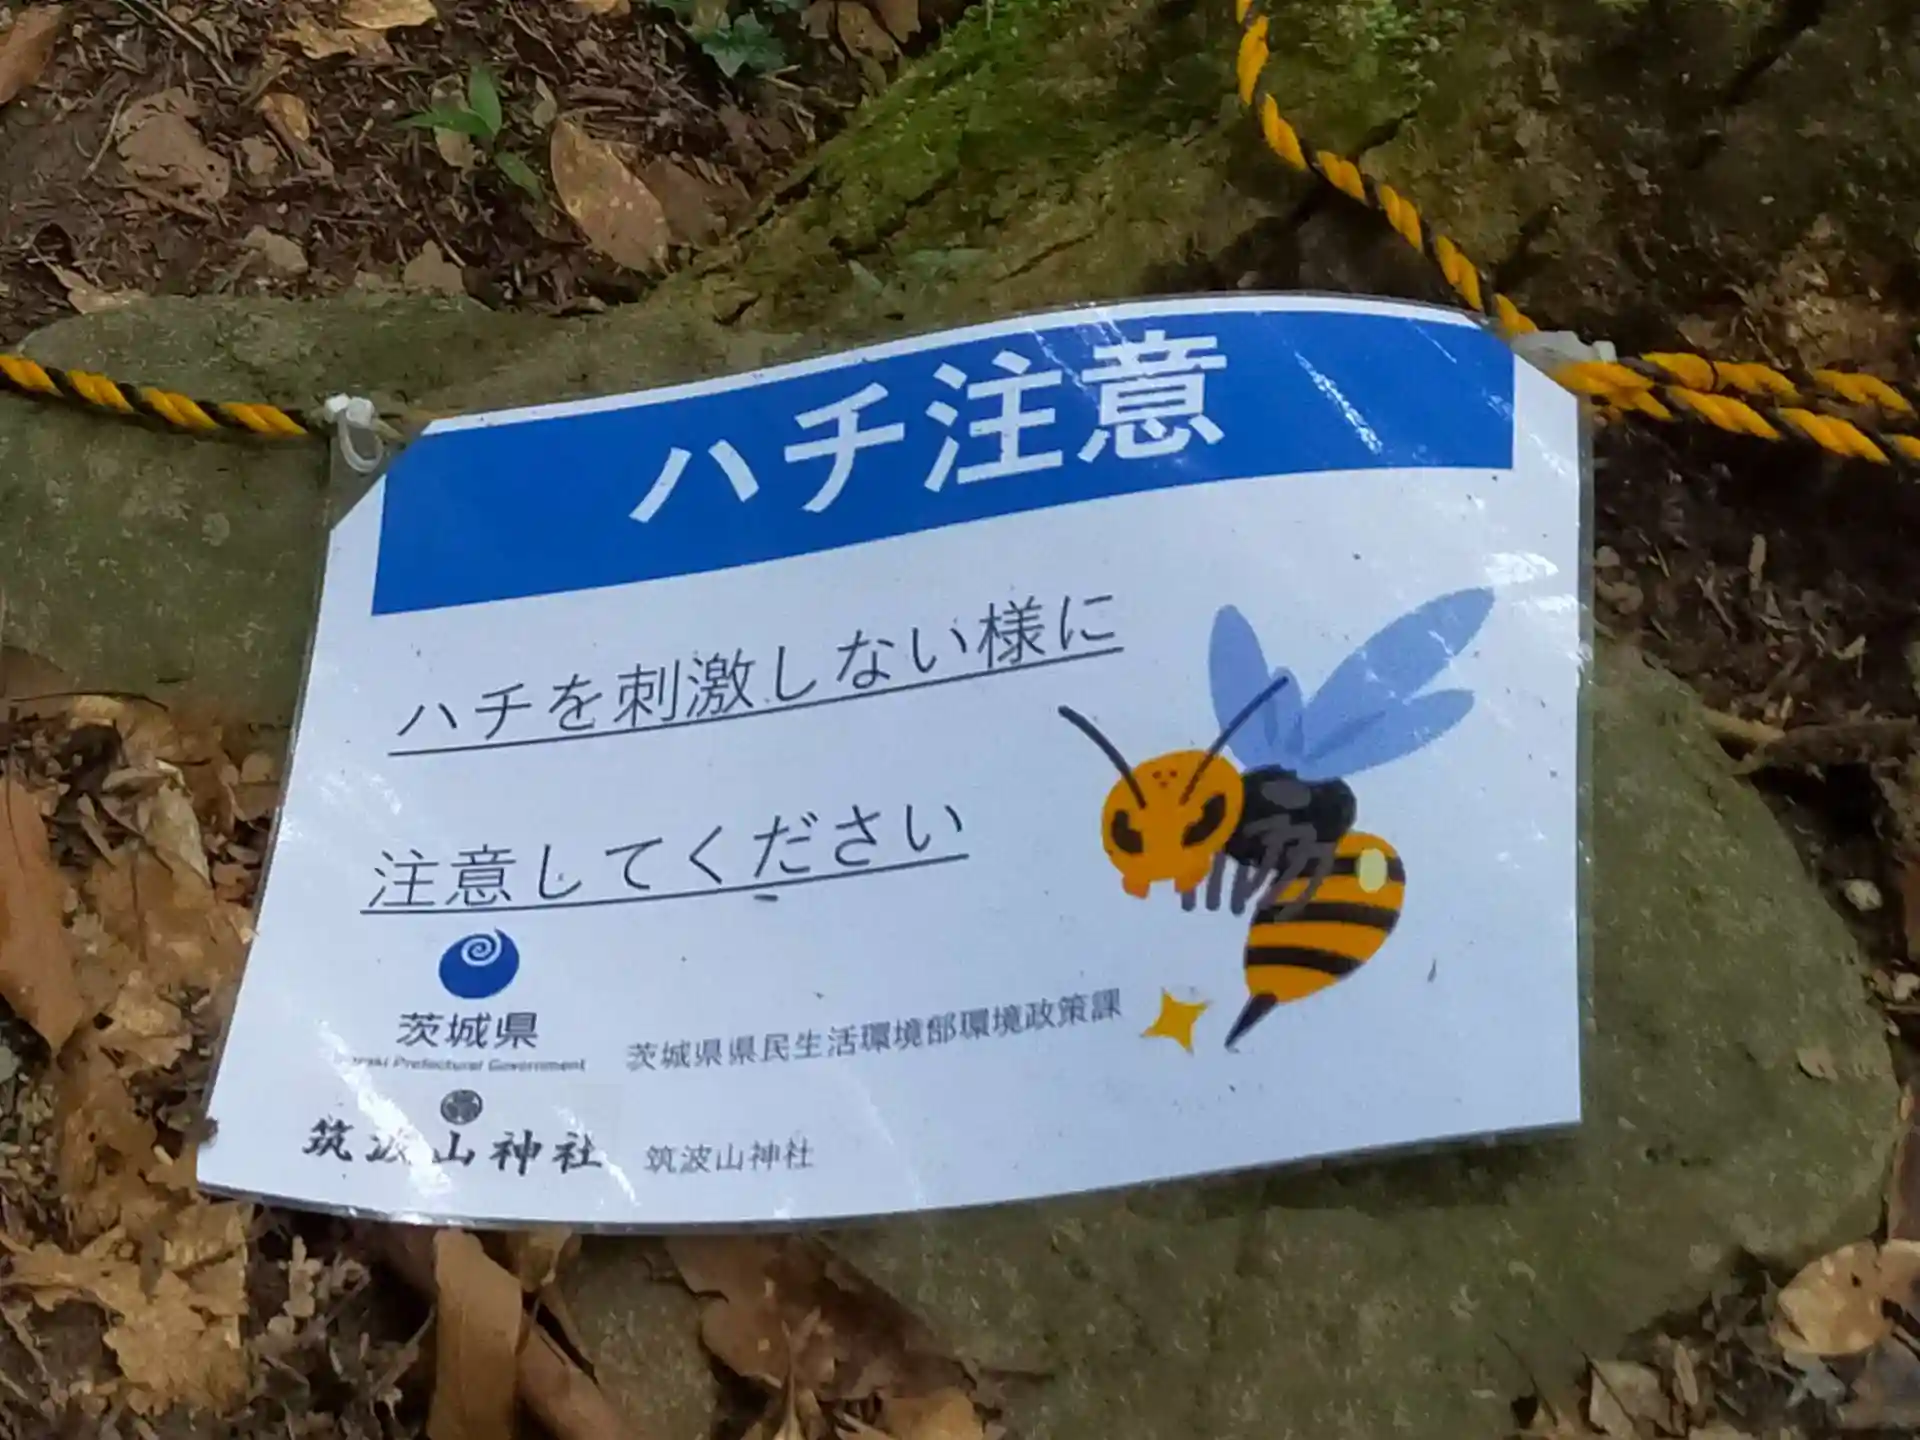 ハチ注意
ハチを刺激しない様に
注意してください
茨城県
Prefectural Government
茨城県県民生活環境部環境政策課
筑波山神社
筑波山神社